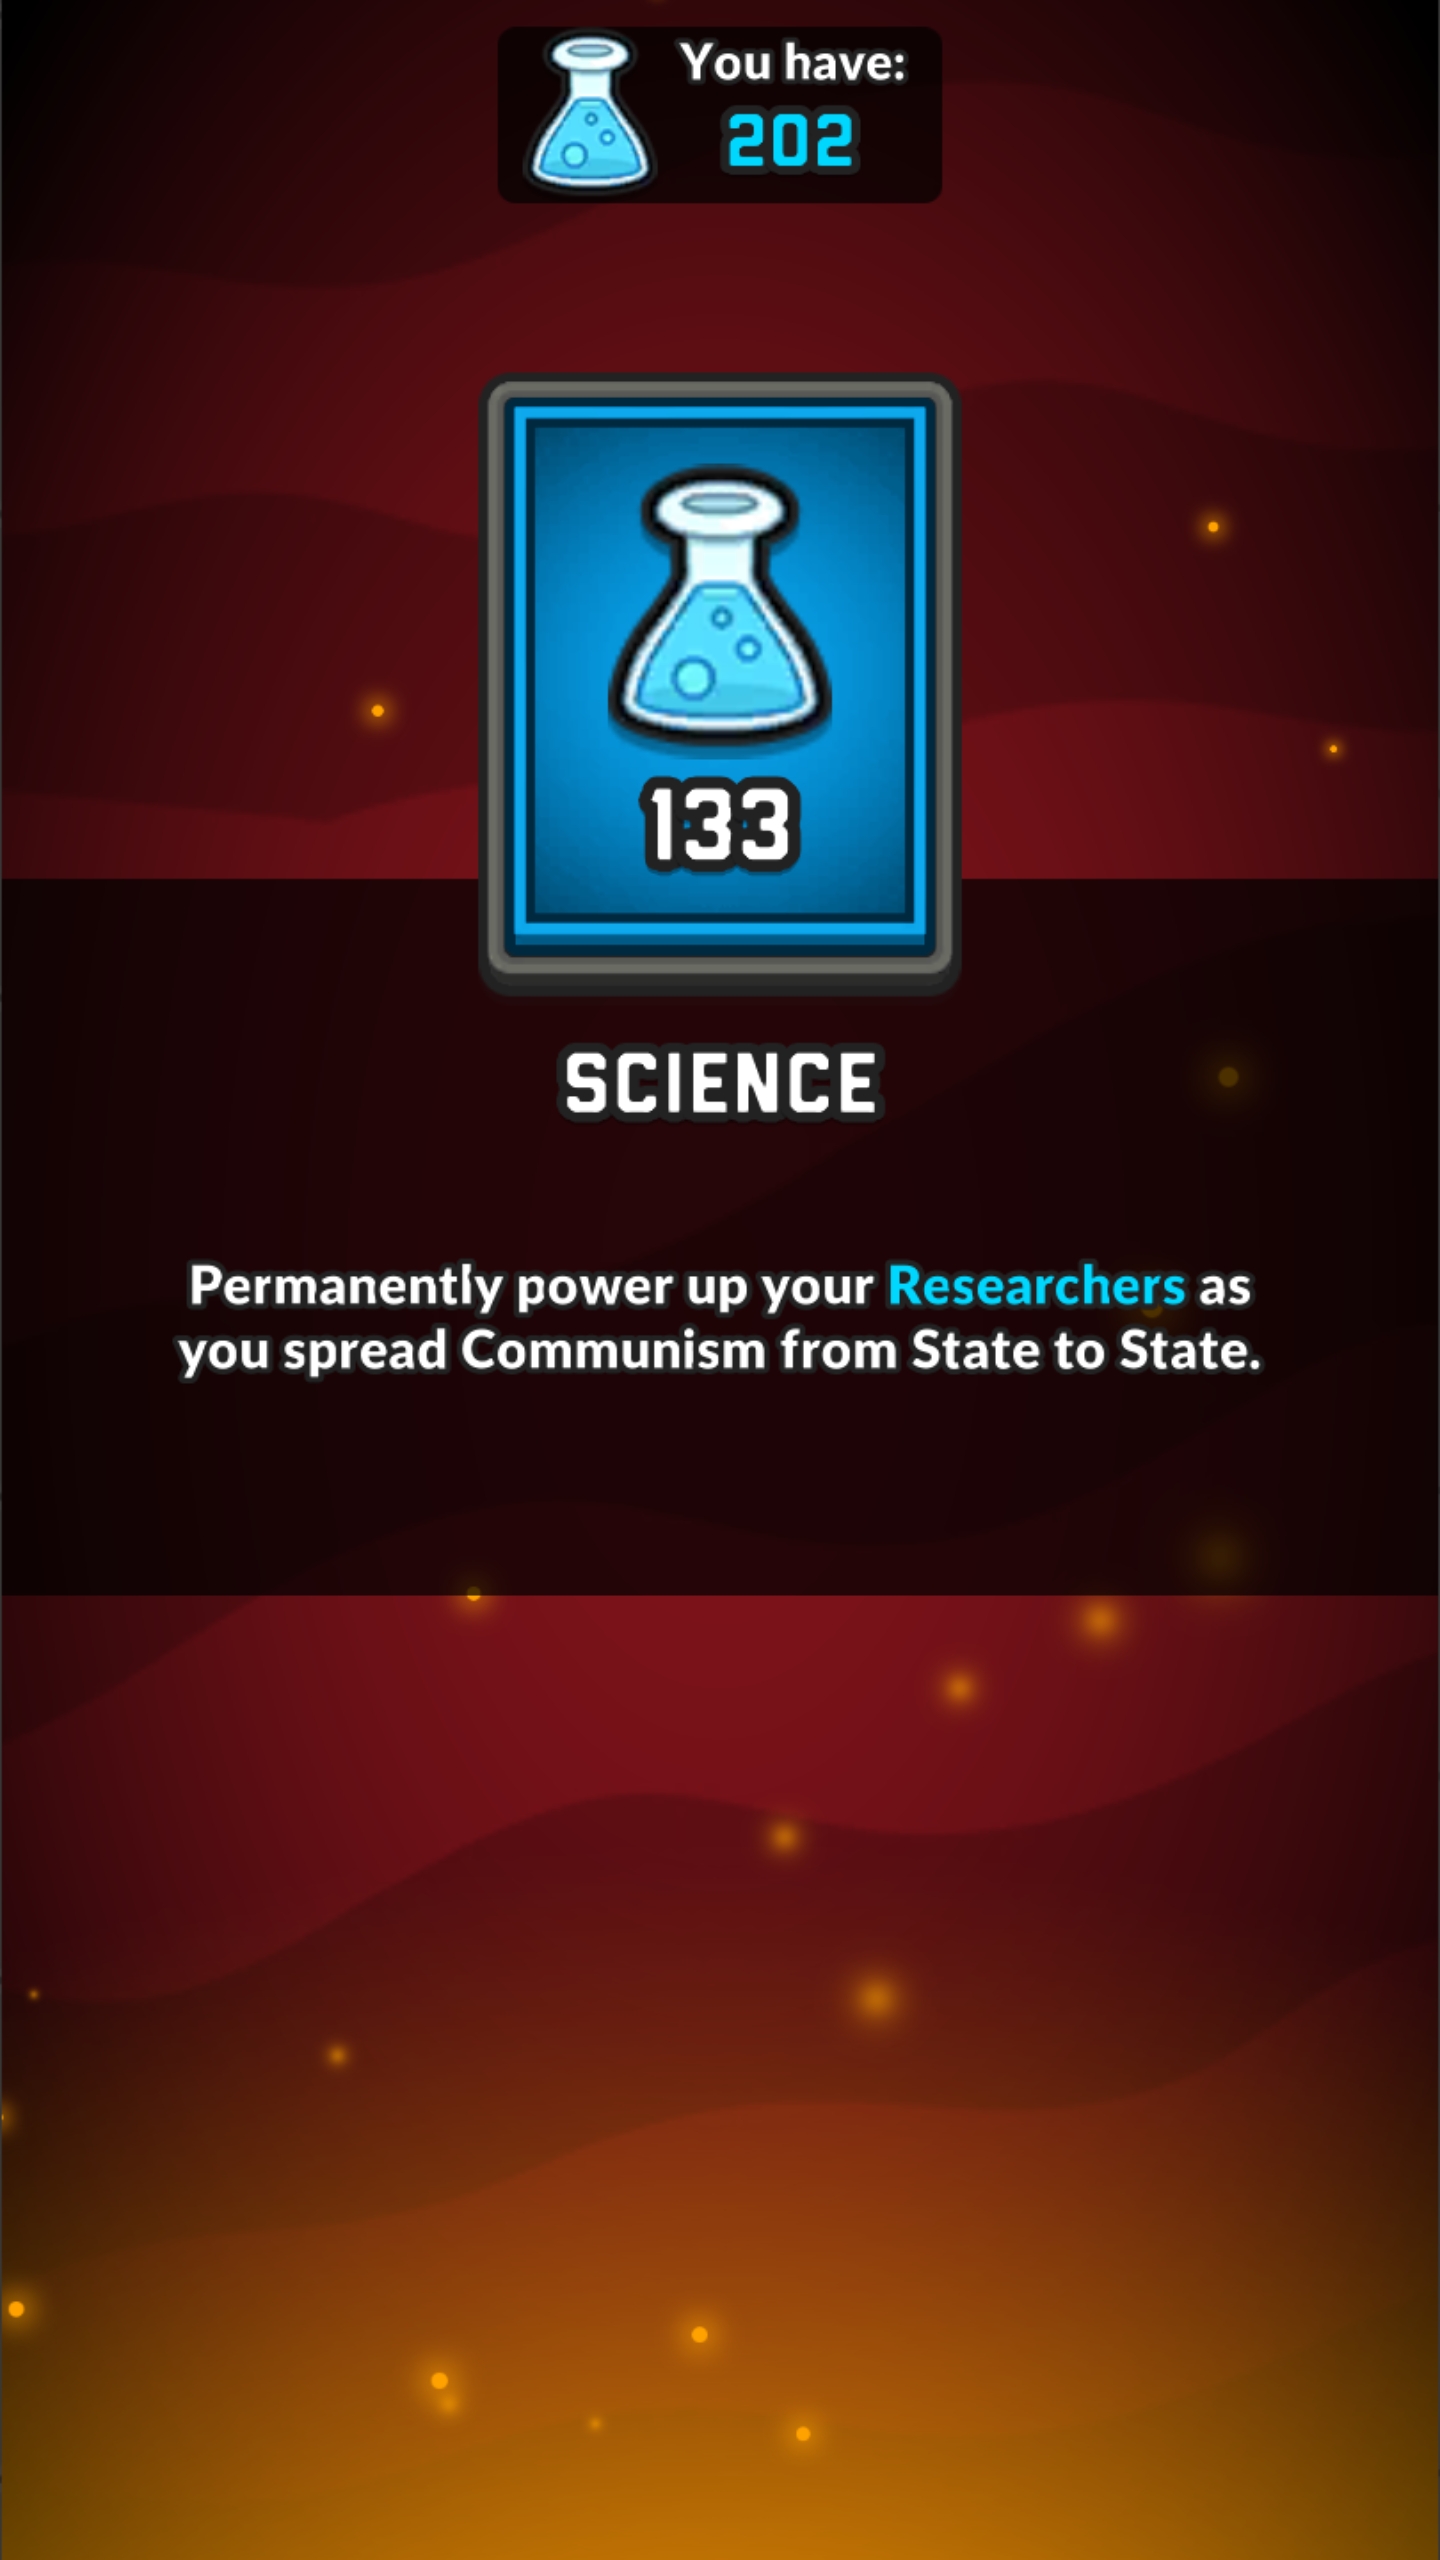 You have:
202
133
SCIENCE
Permanently power up your Researchers as
you spread Communism from State to State.